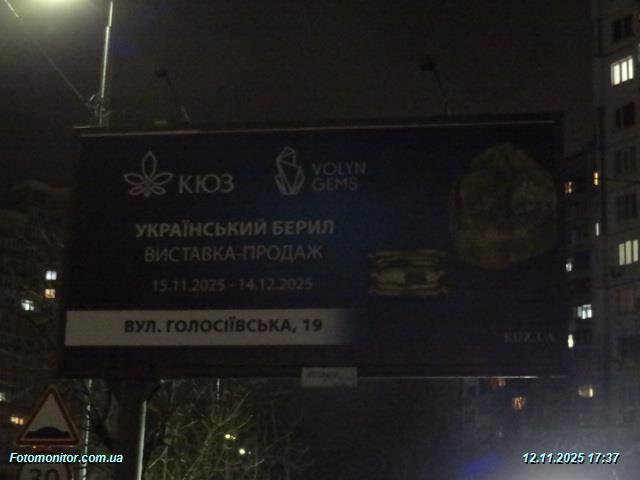 КЮЗ
VOLYN
GEMS
УКРАЇНСЬКИЙ БЕРИЛ
ВИСТАВКА-ПРОДАЖ
15.11.2025 - 14.12.2025
ВУЛ. ГОЛОСІЇВСЬКА, 19
KUZ.UA
30
Fotomonitor.com.ua
12.11.2025 17:37